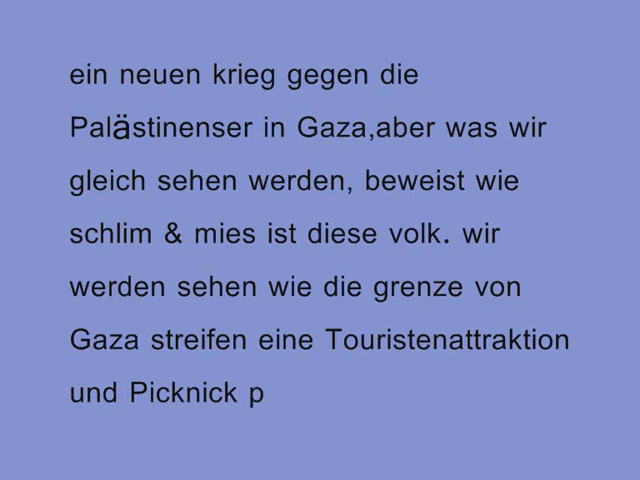 ein neuen krieg gegen die
Palästinenser in Gaza,aber was wir
gleich sehen werden, beweist wie
schlim & mies ist diese volk. wir
werden sehen wie die grenze von
Gaza streifen eine Touristenattraktion
und Picknick p